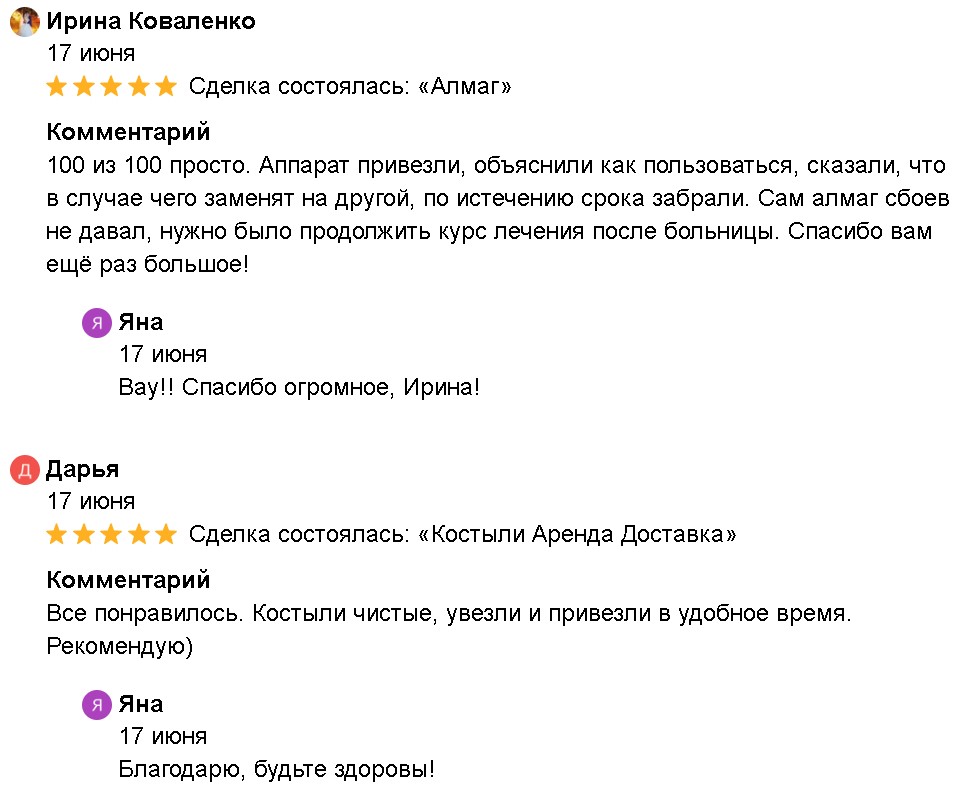 Ирина Коваленко
17 июня
Сделка состоялась: «Алмаг»
Комментарий
100 из 100 просто. Аппарат привезли, объяснили как пользоваться, сказали, что
в случае чего заменят на другой, по истечению срока забрали. Сам алмаг сбоев
не давал, нужно было продолжить курс лечения после больницы. Спасибо вам
ещё раз большое!
Я Яна
17 июня
Вау!! Спасибо огромное, Ирина!
Д Дарья
17 июня
Сделка состоялась: «Костыли Аренда Доставка»
Комментарий
Все понравилось. Костыли чистые, увезли и привезли в удобное время.
Рекомендую)
Я Яна
17 июня
Благодарю, будьте здоровы!